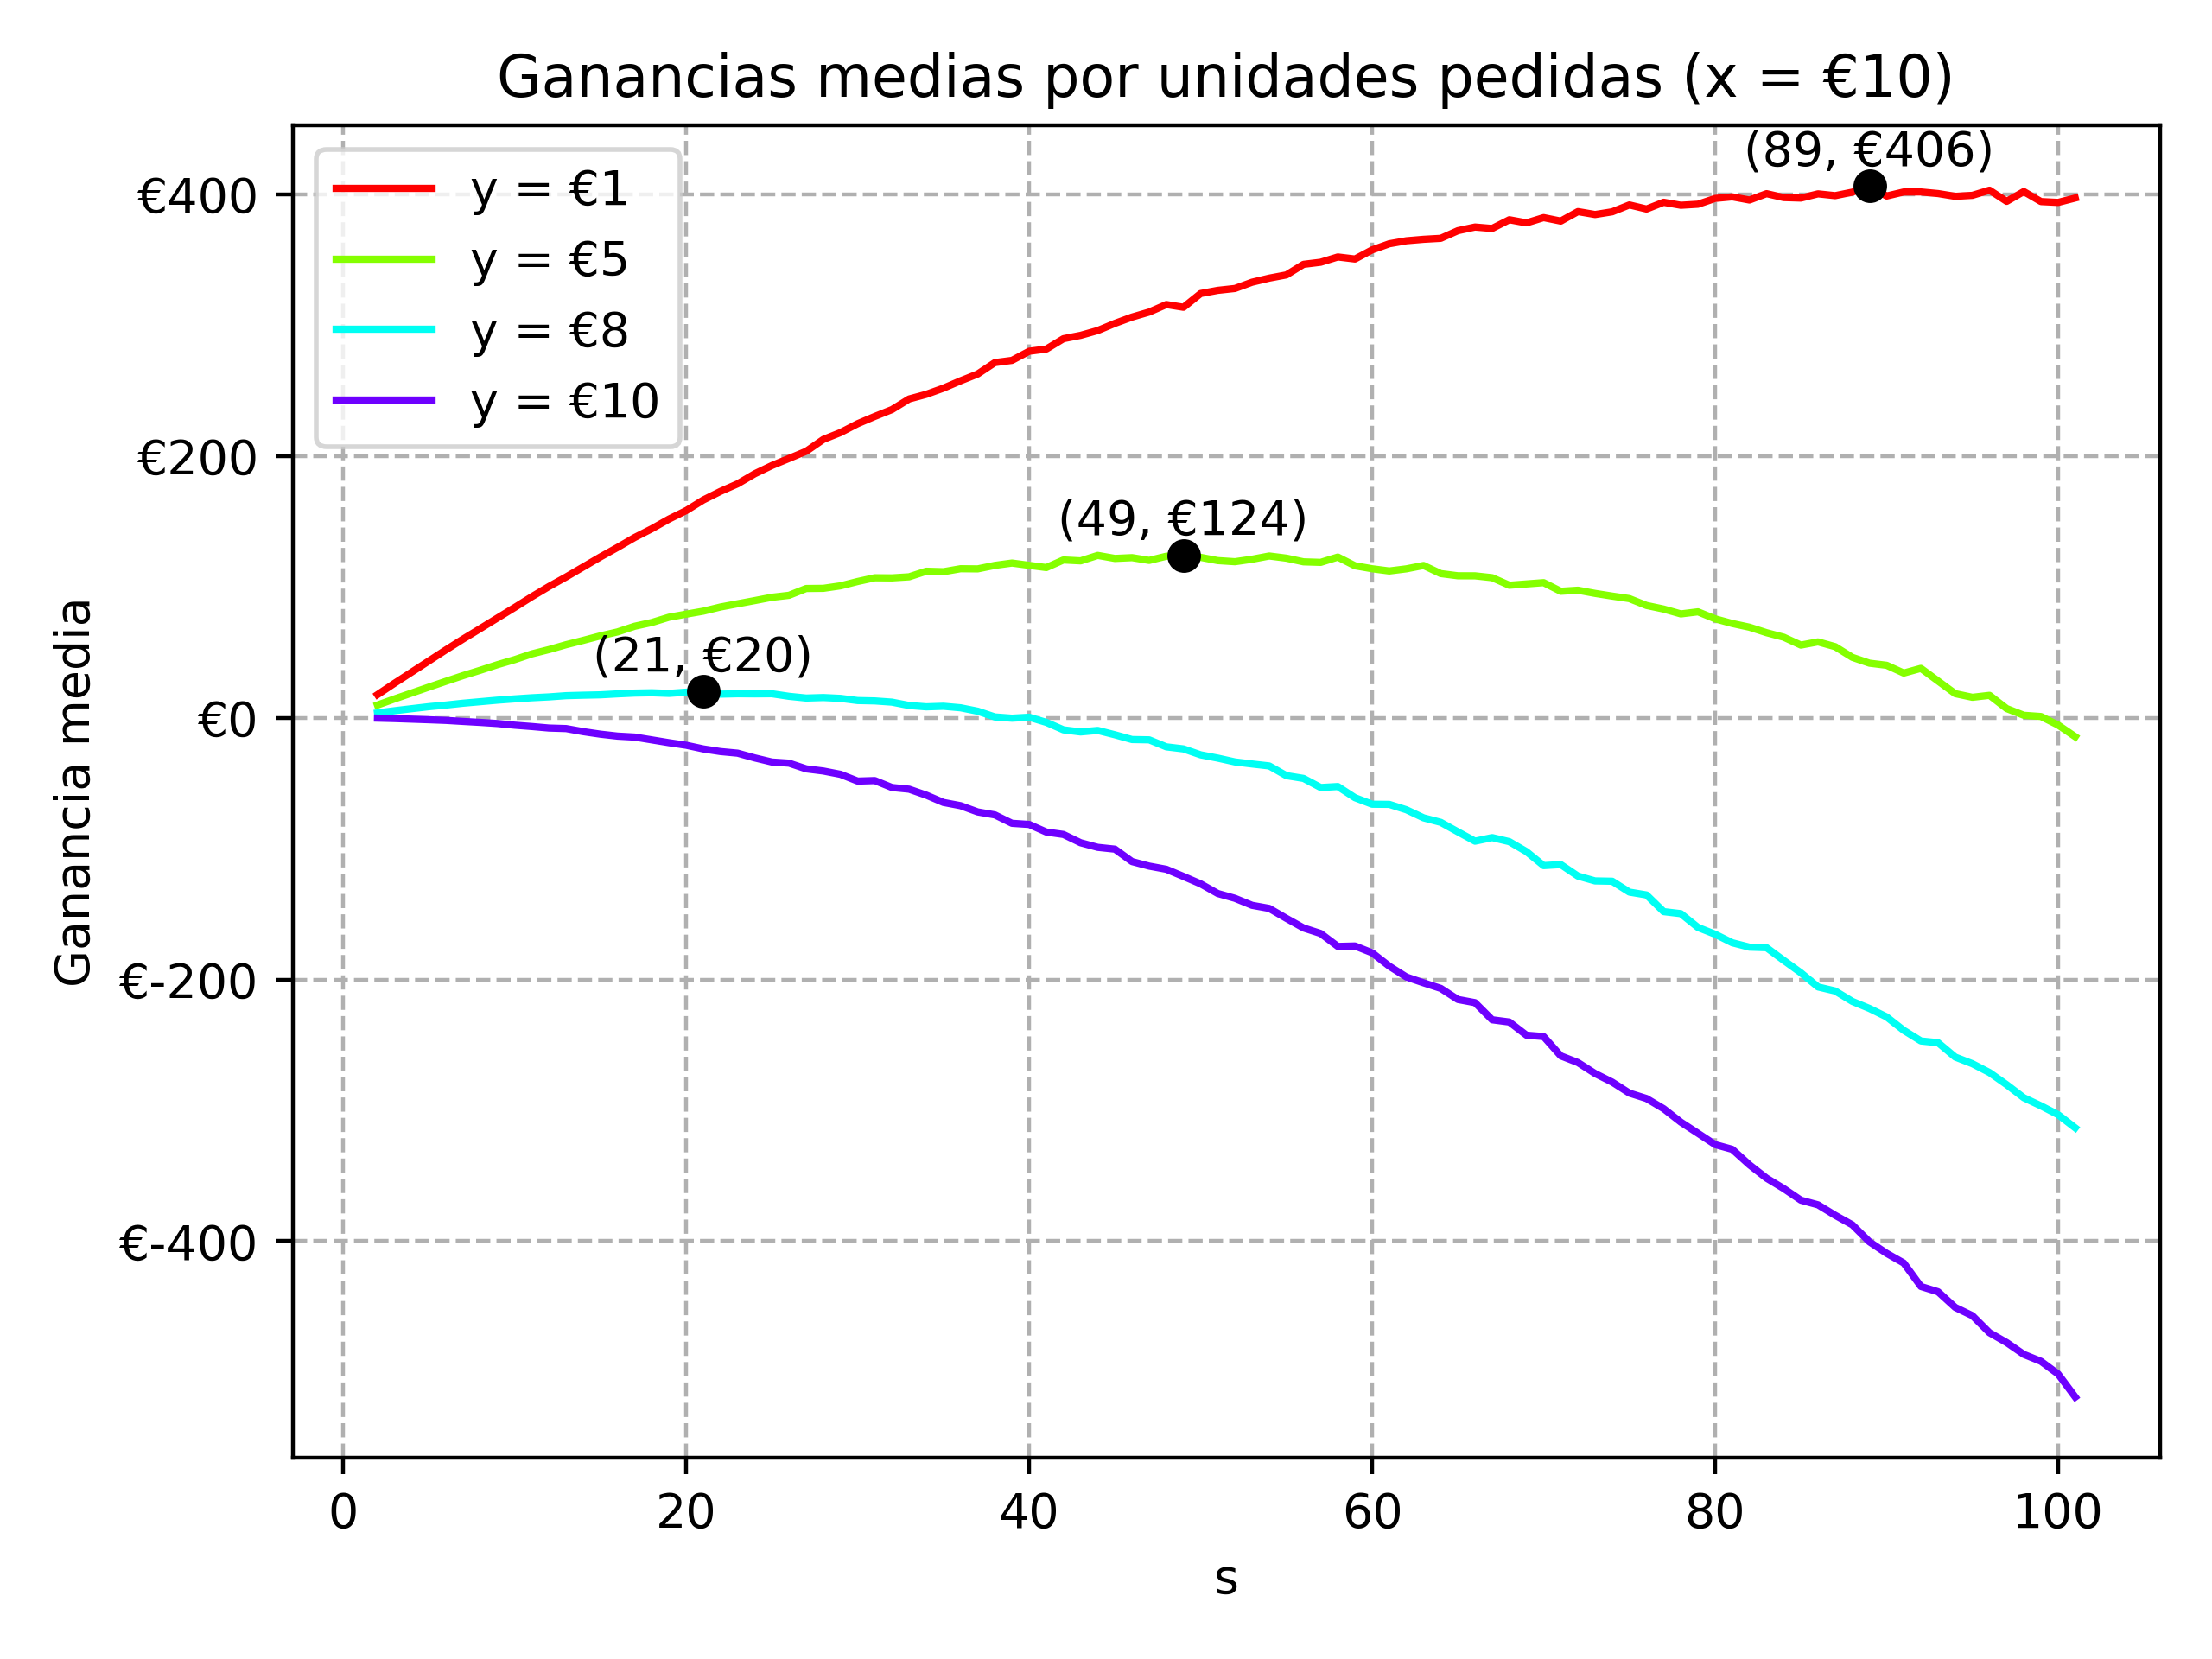 Ganancias medias por unidades pedidas (x = €10)
(89, €406)
y = €1
y = €5
y = €8
y = €10
(49, €124)
(21, €20)
€400
€200
€0
€-200
€-400
Ganancia media
0 20 40 60 80 100
s